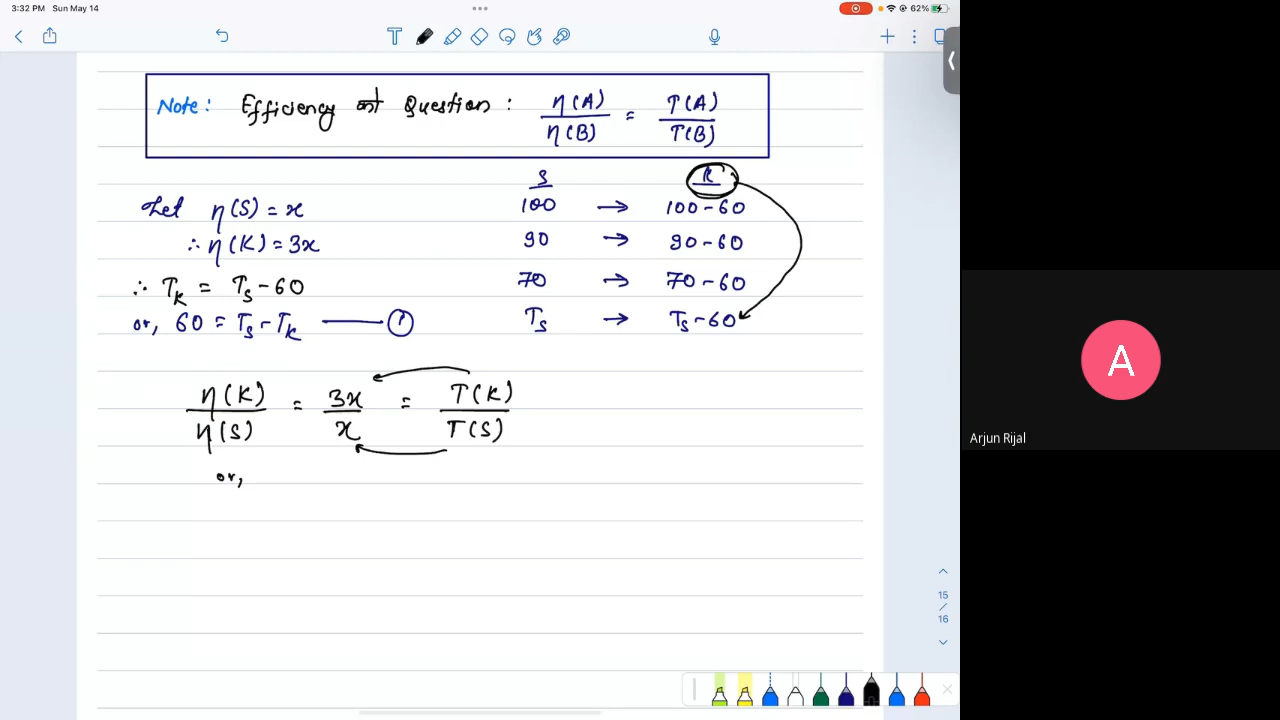 3:32 PM Sun May 14
62%
Note: Efficiency Question: η(A)/η(B) = T(A)/T(B)
S K
Let η(S) = x 100 → 100-60
∴ η(K) = 3x 90 → 90-60
∴ T_K = T_S - 60 70 → 70-60
or, 60 = T_S - T_K —— ① T_S → T_S - 60
η(K)/η(S) = 3x/x = T(K)/T(S)
or,
A
Arjun Rijal
15
/
16